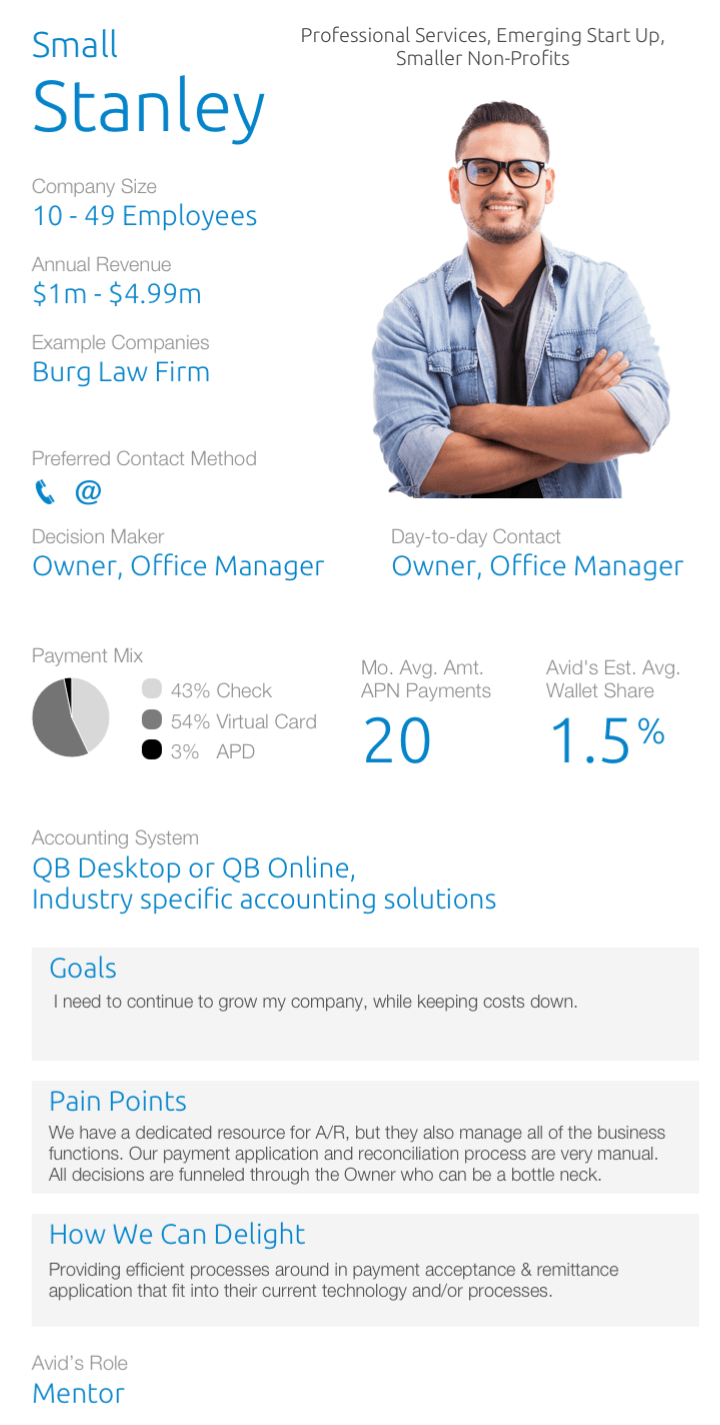 Small
Stanley
Professional Services, Emerging Start Up,
Smaller Non-Profits
Company Size
10 - 49 Employees
Annual Revenue
$1m - $4.99m
Example Companies
Burg Law Firm
Preferred Contact Method
@
Decision Maker
Owner, Office Manager
Day-to-day Contact
Owner, Office Manager
Payment Mix
43% Check
54% Virtual Card
3% APD
Mo. Avg. Amt.
APN Payments
20
Avid's Est. Avg.
Wallet Share
1.5%
Accounting System
QB Desktop or QB Online,
Industry specific accounting solutions
Goals
I need to continue to grow my company, while keeping costs down.
Pain Points
We have a dedicated resource for A/R, but they also manage all of the business
functions. Our payment application and reconciliation process are very manual.
All decisions are funneled through the Owner who can be a bottle neck.
How We Can Delight
Providing efficient processes around in payment acceptance & remittance
application that fit into their current technology and/or processes.
Avid’s Role
Mentor